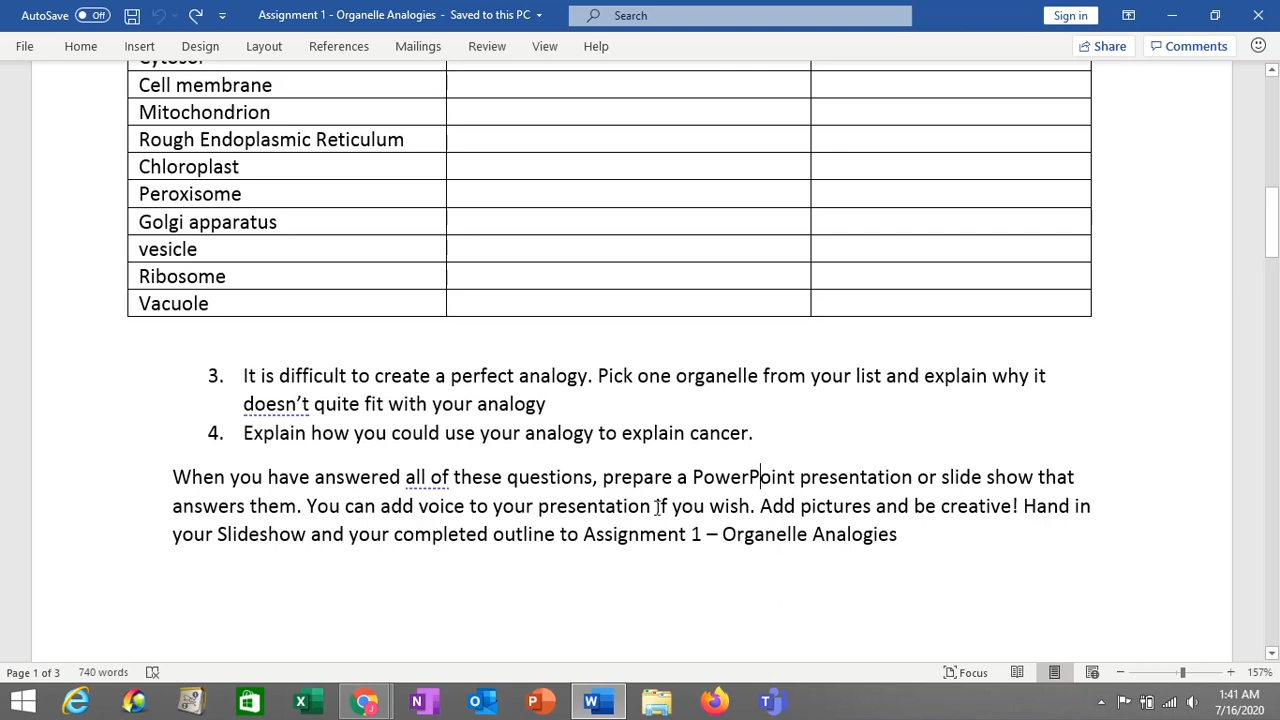 AutoSave Off Assignment 1 - Organelle Analogies - Saved to this PC Search Sign in
File Home Insert Design Layout References Mailings Review View Help Share Comments
Cell membrane
Mitochondrion
Rough Endoplasmic Reticulum
Chloroplast
Peroxisome
Golgi apparatus
vesicle
Ribosome
Vacuole
3. It is difficult to create a perfect analogy. Pick one organelle from your list and explain why it
doesn't quite fit with your analogy
4. Explain how you could use your analogy to explain cancer.
When you have answered all of these questions, prepare a PowerPoint presentation or slide show that
answers them. You can add voice to your presentation if you wish. Add pictures and be creative! Hand in
your Slideshow and your completed outline to Assignment 1 – Organelle Analogies
Page 1 of 3 740 words Focus 157%
1:41 AM
7/16/2020